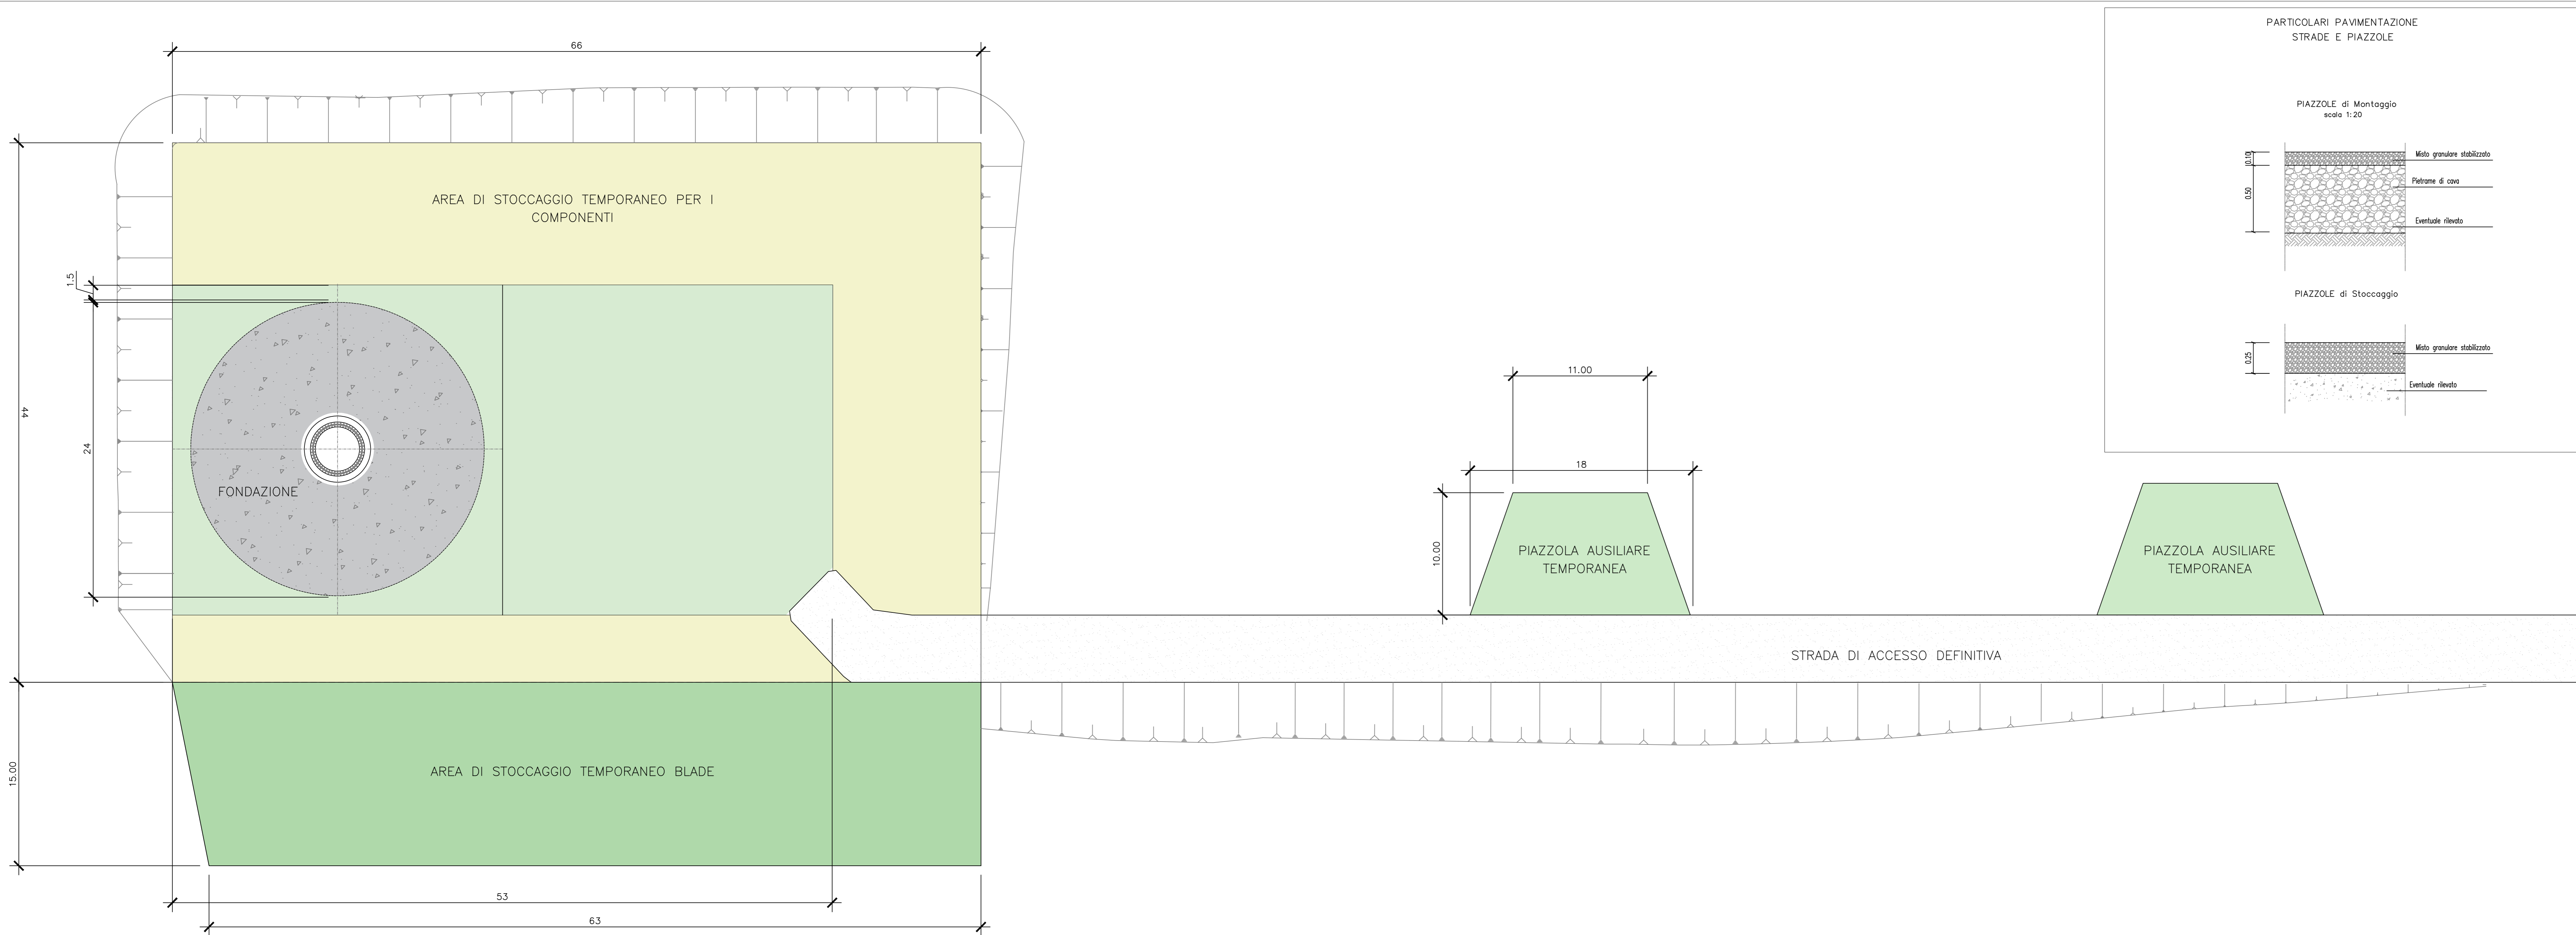 66
PARTICOLARI PAVIMENTAZIONE
STRADE E PIAZZOLE
PIAZZOLE di Montaggio
scala 1:20
0.10
Misto granulare stabilizzato
Pietrame di cava
0.50
Eventuale rilevato
PIAZZOLE di Stoccaggio
0.25
Misto granulare stabilizzato
Eventuale rilevato
AREA DI STOCCAGGIO TEMPORANEO PER I
COMPONENTI
1.5
44
24
FONDAZIONE
11.00
18
10.00
PIAZZOLA AUSILIARE
TEMPORANEA
PIAZZOLA AUSILIARE
TEMPORANEA
STRADA DI ACCESSO DEFINITIVA
15.00
AREA DI STOCCAGGIO TEMPORANEO BLADE
53
63